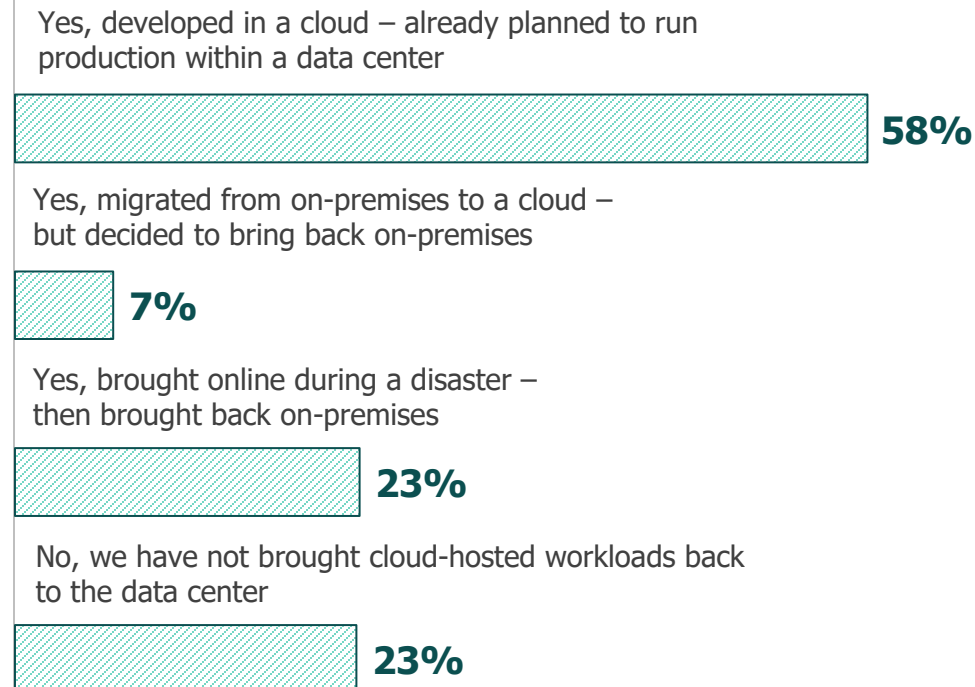 Yes, developed in a cloud – already planned to run
production within a data center
58%
Yes, migrated from on-premises to a cloud –
but decided to bring back on-premises
7%
Yes, brought online during a disaster –
then brought back on-premises
23%
No, we have not brought cloud-hosted workloads back
to the data center
23%